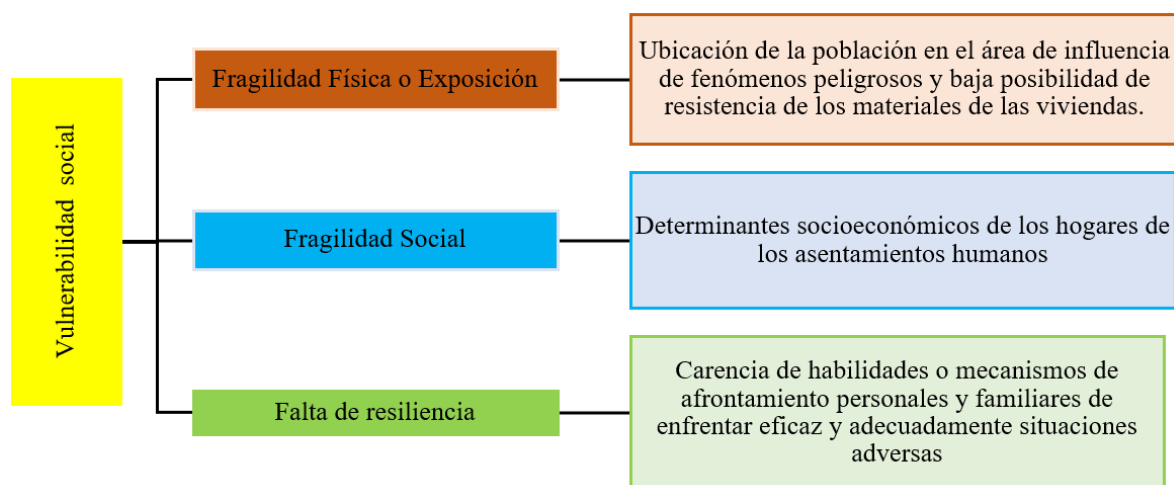 Vulnerabilidad social
Fragilidad Física o Exposición
Ubicación de la población en el área de influencia
de fenómenos peligrosos y baja posibilidad de
resistencia de los materiales de las viviendas.
Fragilidad Social
Determinantes socioeconómicos de los hogares de
los asentamientos humanos
Falta de resiliencia
Carencia de habilidades o mecanismos de
afrontamiento personales y familiares de
enfrentar eficaz y adecuadamente situaciones
adversas